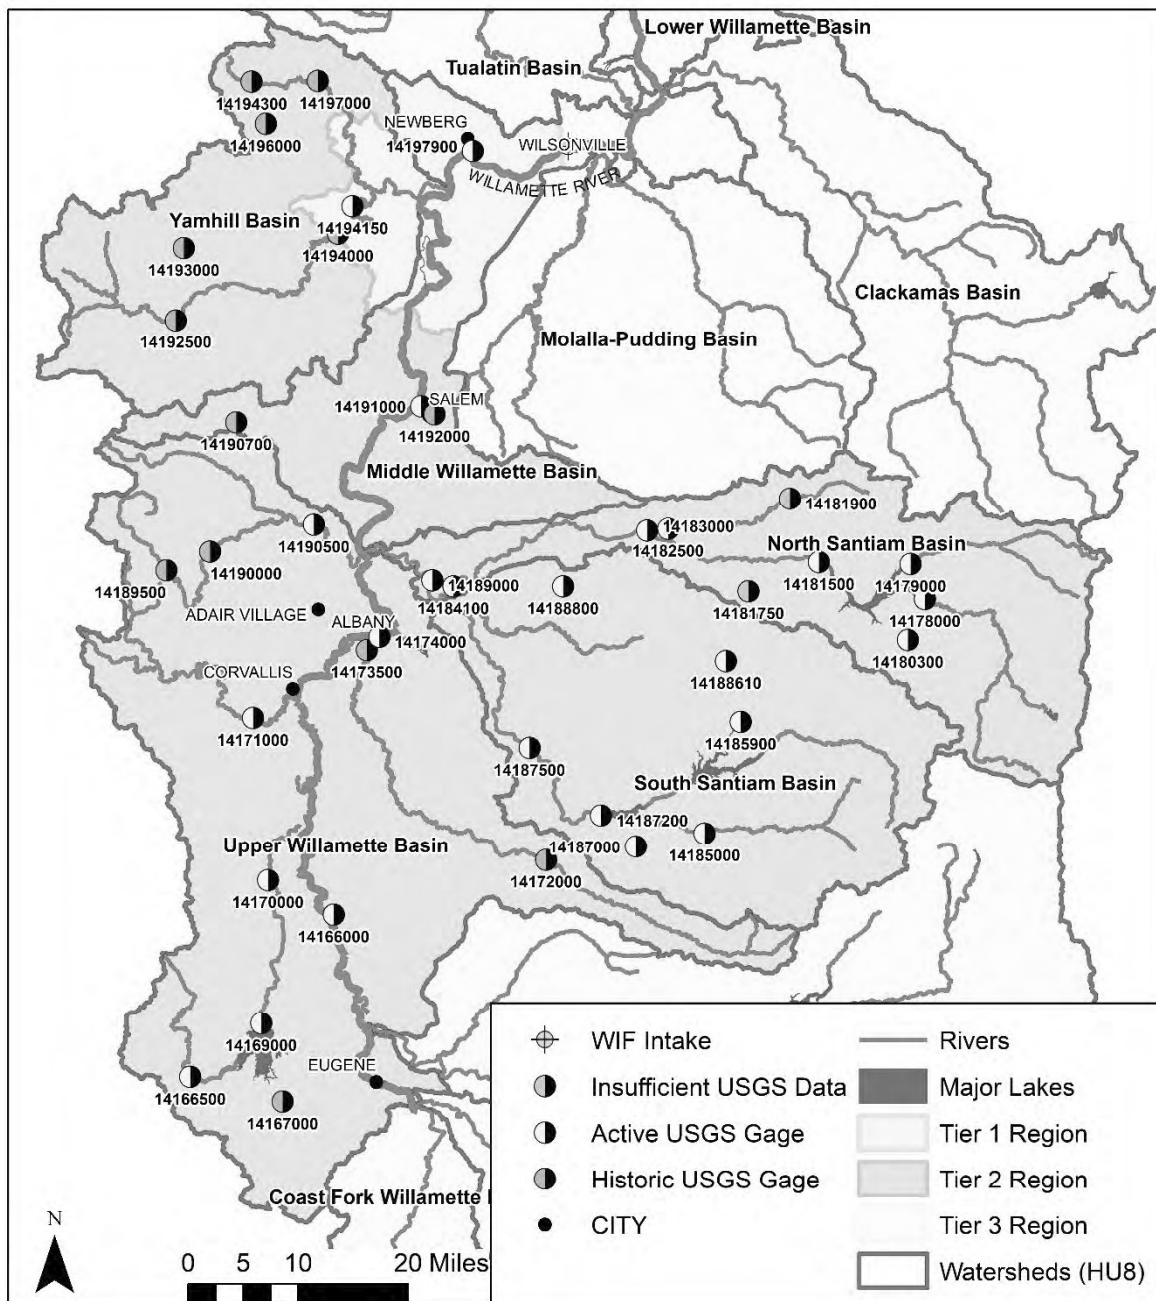 Lower Willamette Basin
Tualatin Basin
14194300
14197000
14196000
NEWBERG
14197900
WILSONVILLE
WILLAMETTE RIVER
Yamhill Basin
14194150
14194000
14193000
14192500
Clackamas Basin
Molalla-Pudding Basin
14191000
SALEM
14192000
14190700
Middle Willamette Basin
14181900
14183000
14182500
14190500
North Santiam Basin
14190000
14189500
14181500
14179000
14189000
14184100
14188800
14181750
14178000
ADAIR VILLAGE
ALBANY
14174000
14173500
14180300
CORVALLIS
14188610
14171000
14185900
14187500
South Santiam Basin
14187200
14187000
14185000
Upper Willamette Basin
14172000
14170000
14166000
14169000
EUGENE
14166500
14167000
Coast Fork Willamette
N
0 5 10 20 Miles
WIF Intake
Insufficient USGS Data
Active USGS Gage
Historic USGS Gage
CITY
Rivers
Major Lakes
Tier 1 Region
Tier 2 Region
Tier 3 Region
Watersheds (HU8)